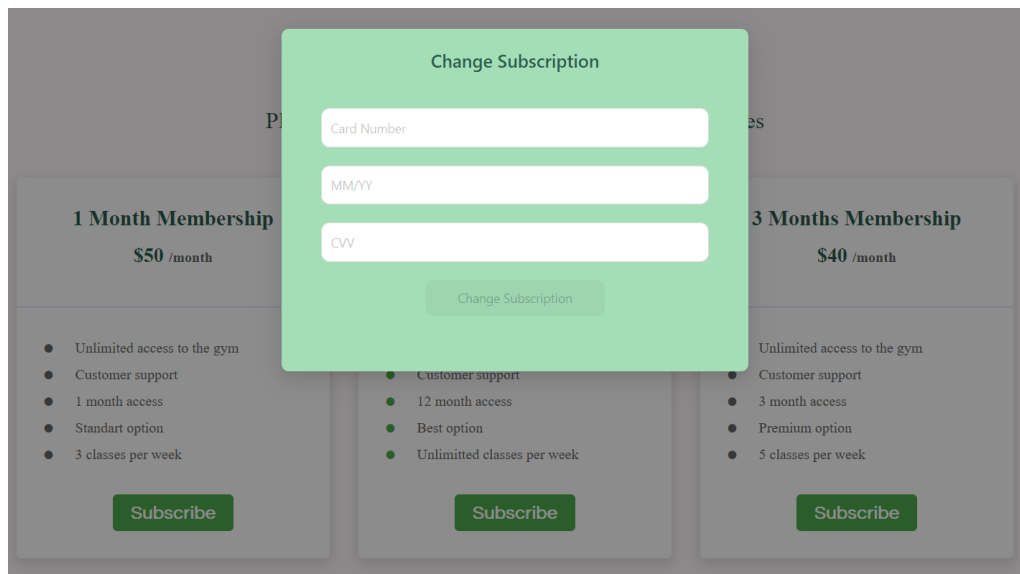 Change Subscription
Card Number
MM/YY
CVV
Change Subscription
1 Month Membership
$50 /month
Unlimited access to the gym
Customer support
1 month access
Standart option
3 classes per week
Subscribe
Customer support
12 month access
Best option
Unlimitted classes per week
Subscribe
3 Months Membership
$40 /month
Unlimited access to the gym
Customer support
3 month access
Premium option
5 classes per week
Subscribe